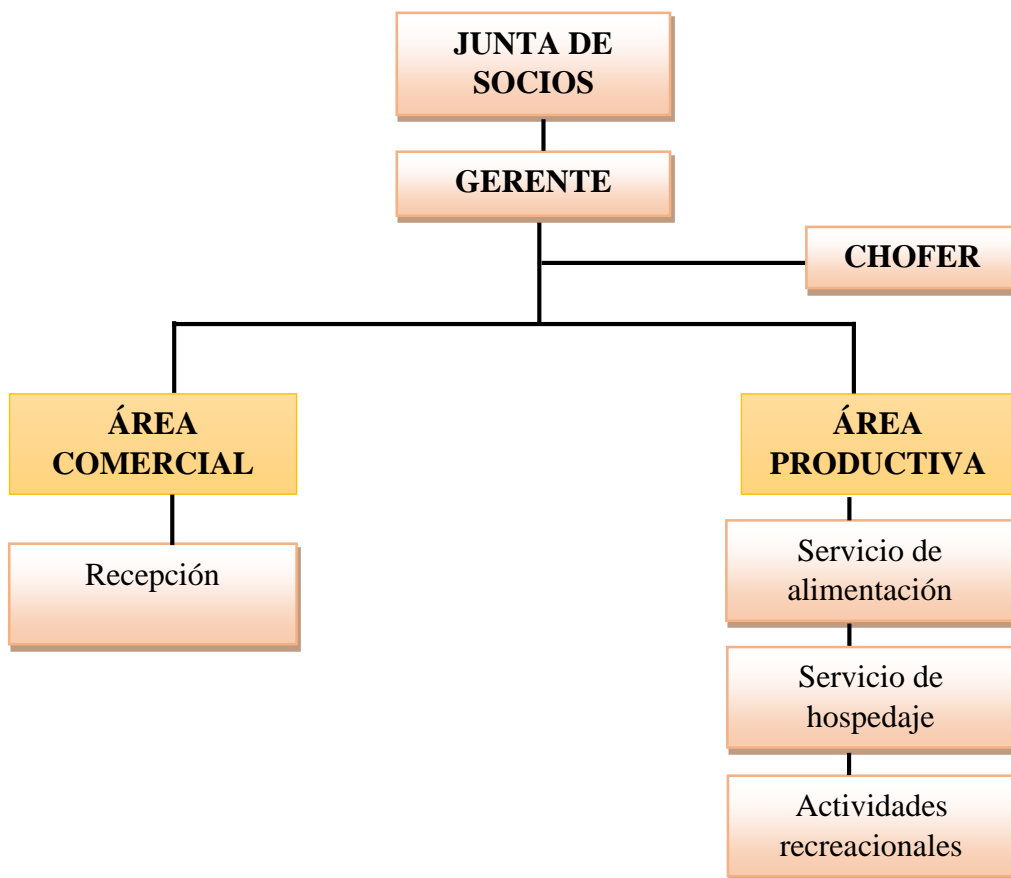 JUNTA DE
SOCIOS
GERENTE
CHOFER
ÁREA
COMERCIAL
ÁREA
PRODUCTIVA
Recepción
Servicio de
alimentación
Servicio de
hospedaje
Actividades
recreacionales